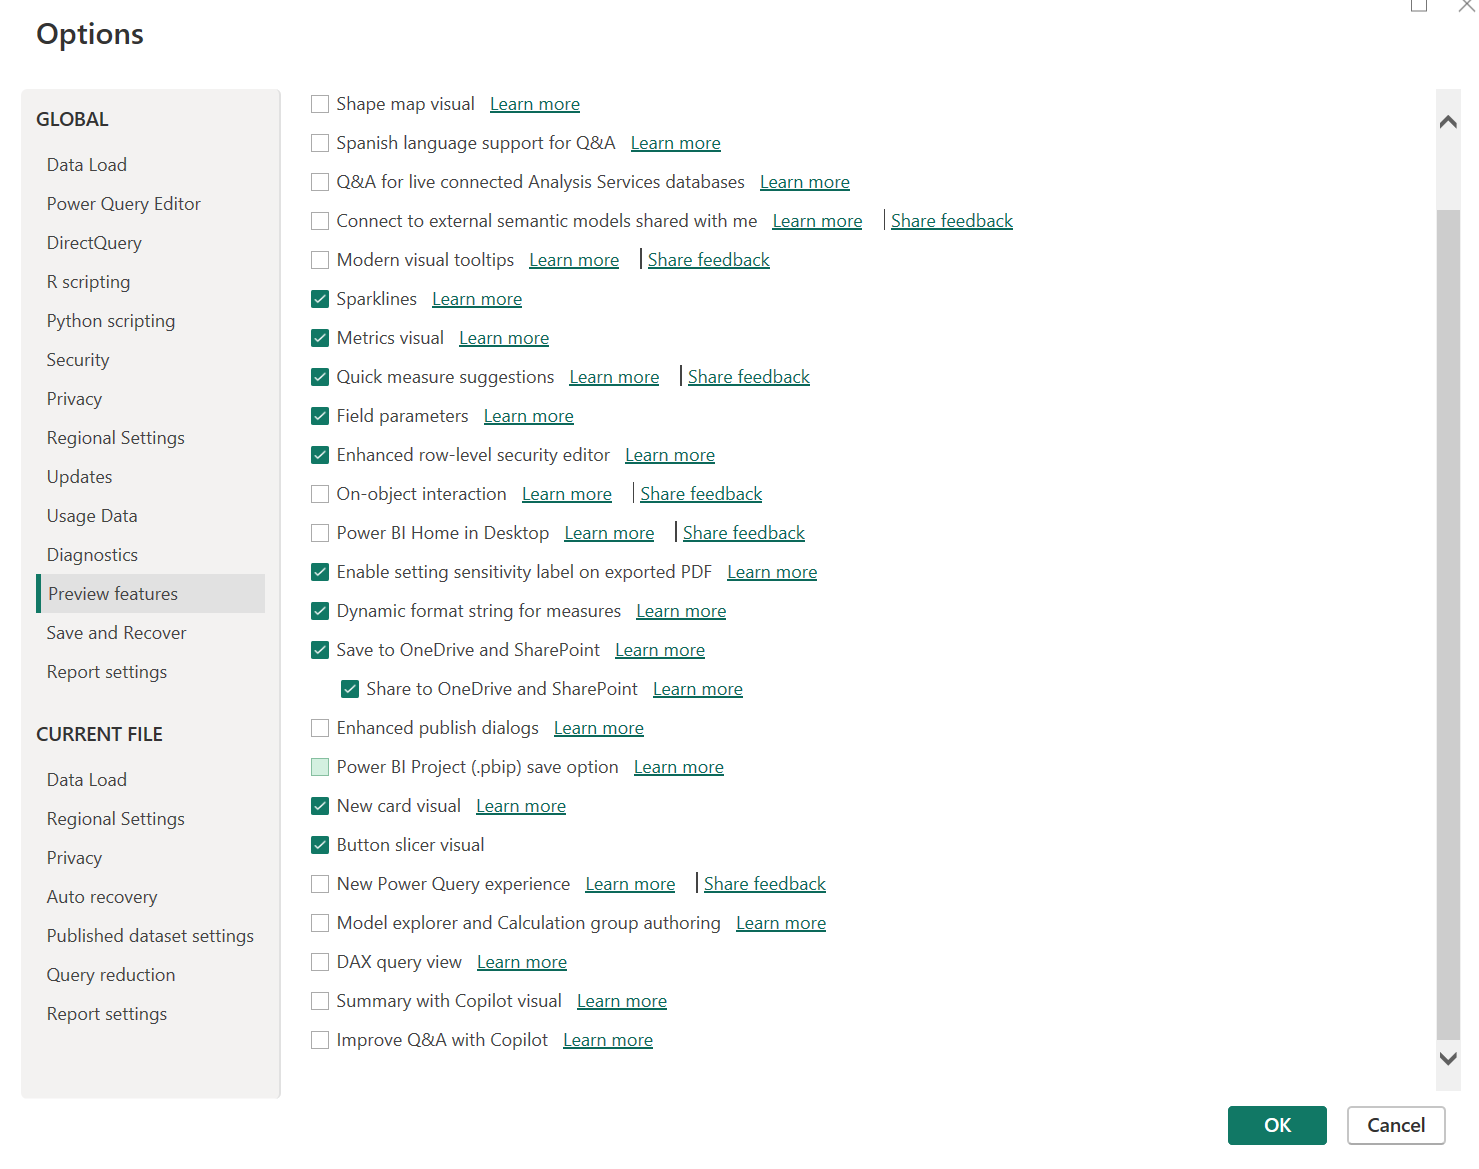 Options
GLOBAL
Data Load
Power Query Editor
DirectQuery
R scripting
Python scripting
Security
Privacy
Regional Settings
Updates
Usage Data
Diagnostics
Preview features
Save and Recover
Report settings
CURRENT FILE
Data Load
Regional Settings
Privacy
Auto recovery
Published dataset settings
Query reduction
Report settings
Shape map visual Learn more
Spanish language support for Q&A Learn more
Q&A for live connected Analysis Services databases Learn more
Connect to external semantic models shared with me Learn more | Share feedback
Modern visual tooltips Learn more | Share feedback
Sparklines Learn more
Metrics visual Learn more
Quick measure suggestions Learn more | Share feedback
Field parameters Learn more
Enhanced row-level security editor Learn more
On-object interaction Learn more | Share feedback
Power BI Home in Desktop Learn more | Share feedback
Enable setting sensitivity label on exported PDF Learn more
Dynamic format string for measures Learn more
Save to OneDrive and SharePoint Learn more
Share to OneDrive and SharePoint Learn more
Enhanced publish dialogs Learn more
Power BI Project (.pbip) save option Learn more
New card visual Learn more
Button slicer visual
New Power Query experience Learn more | Share feedback
Model explorer and Calculation group authoring Learn more
DAX query view Learn more
Summary with Copilot visual Learn more
Improve Q&A with Copilot Learn more
OK Cancel